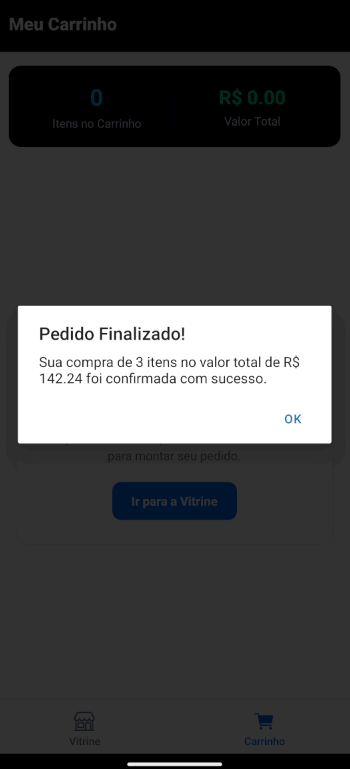 Meu Carrinho
0
R$ 0.00
Itens no Carrinho
Valor Total
Pedido Finalizado!
Sua compra de 3 itens no valor total de R$
142.24 foi confirmada com sucesso.
OK
para montar seu pedido.
Ir para a Vitrine
Vitrine
Carrinho